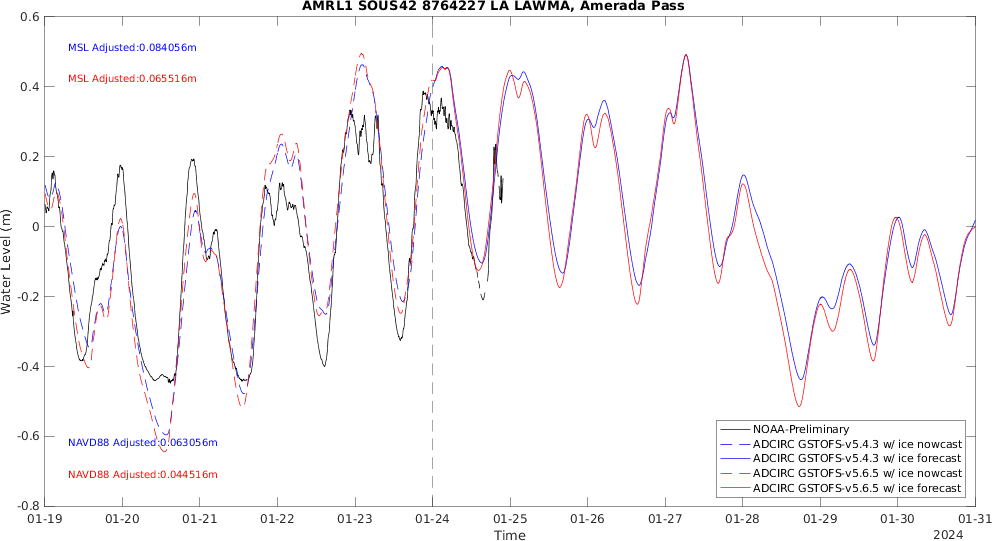 AMRL1 SOUS42 8764227 LA LAWMA, Amerada Pass
0.6
0.4
0.2
0
-0.2
-0.4
-0.6
-0.8
Water Level (m)
MSL Adjusted:0.084056m
MSL Adjusted:0.065516m
NAVD88 Adjusted:0.063056m
NAVD88 Adjusted:0.044516m
NOAA-Preliminary
ADCIRC GSTOFS-v5.4.3 w/ ice nowcast
ADCIRC GSTOFS-v5.4.3 w/ ice forecast
ADCIRC GSTOFS-v5.6.5 w/ ice nowcast
ADCIRC GSTOFS-v5.6.5 w/ ice forecast
01-19 01-20 01-21 01-22 01-23 01-24 01-25 01-26 01-27 01-28 01-29 01-30 01-31
Time
2024